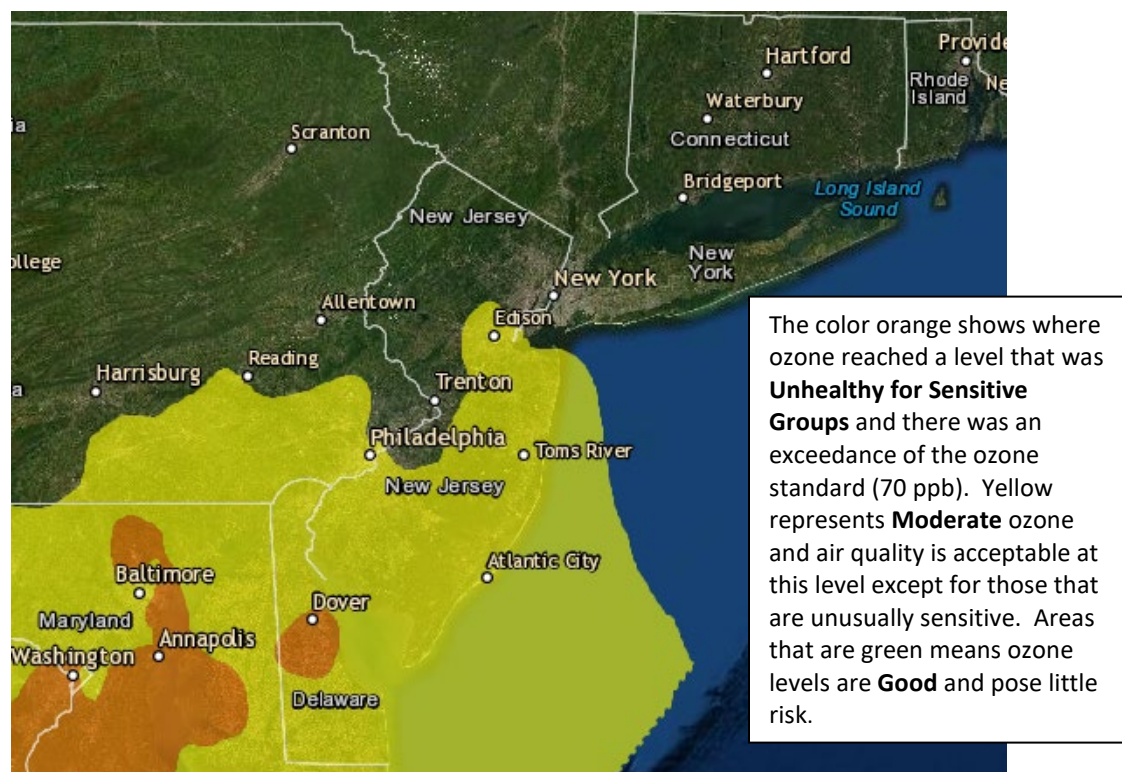 Hartford
Provide
Rhode
Island
Ne
Waterbury
Connecticut
ia
Scranton
Bridgeport
Long Island
Sound
New Jersey
ollege
New
York
New York
Allentown
Edison
Reading
Harrisburg
a
Trenton
Philadelphia
Toms River
New Jersey
Atlantic City
Baltimore
Dover
Maryland
Annapolis
Washington
Delaware
The color orange shows where
ozone reached a level that was
Unhealthy for Sensitive
Groups and there was an
exceedance of the ozone
standard (70 ppb).  Yellow
represents Moderate ozone
and air quality is acceptable at
this level except for those that
are unusually sensitive.  Areas
that are green means ozone
levels are Good and pose little
risk.